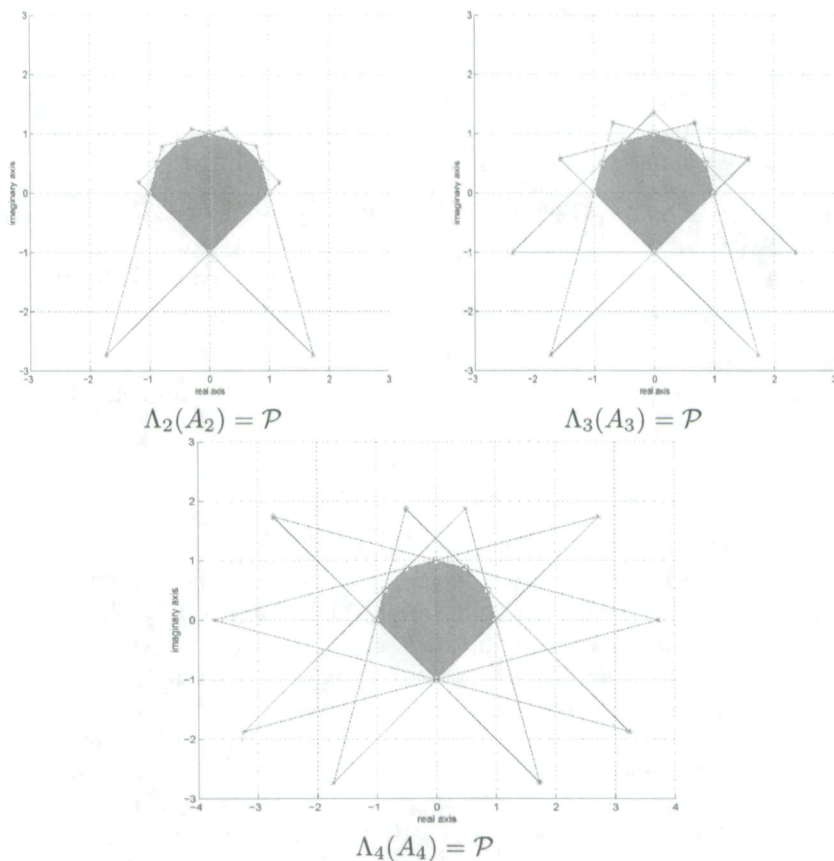 3 3
2 2
1 1
0 0
−1 −1
−2 −2
−3 −3
imaginary axis imaginary axis
−3 −2 −1 0 1 2 3 −3 −2 −1 0 1 2 3
real axis real axis
Λ₂(A₂) = 𝒫 Λ₃(A₃) = 𝒫
3
2
1
0
−1
−2
−3
imaginary axis
−4 −3 −2 −1 0 1 2 3 4
real axis
Λ₄(A₄) = 𝒫